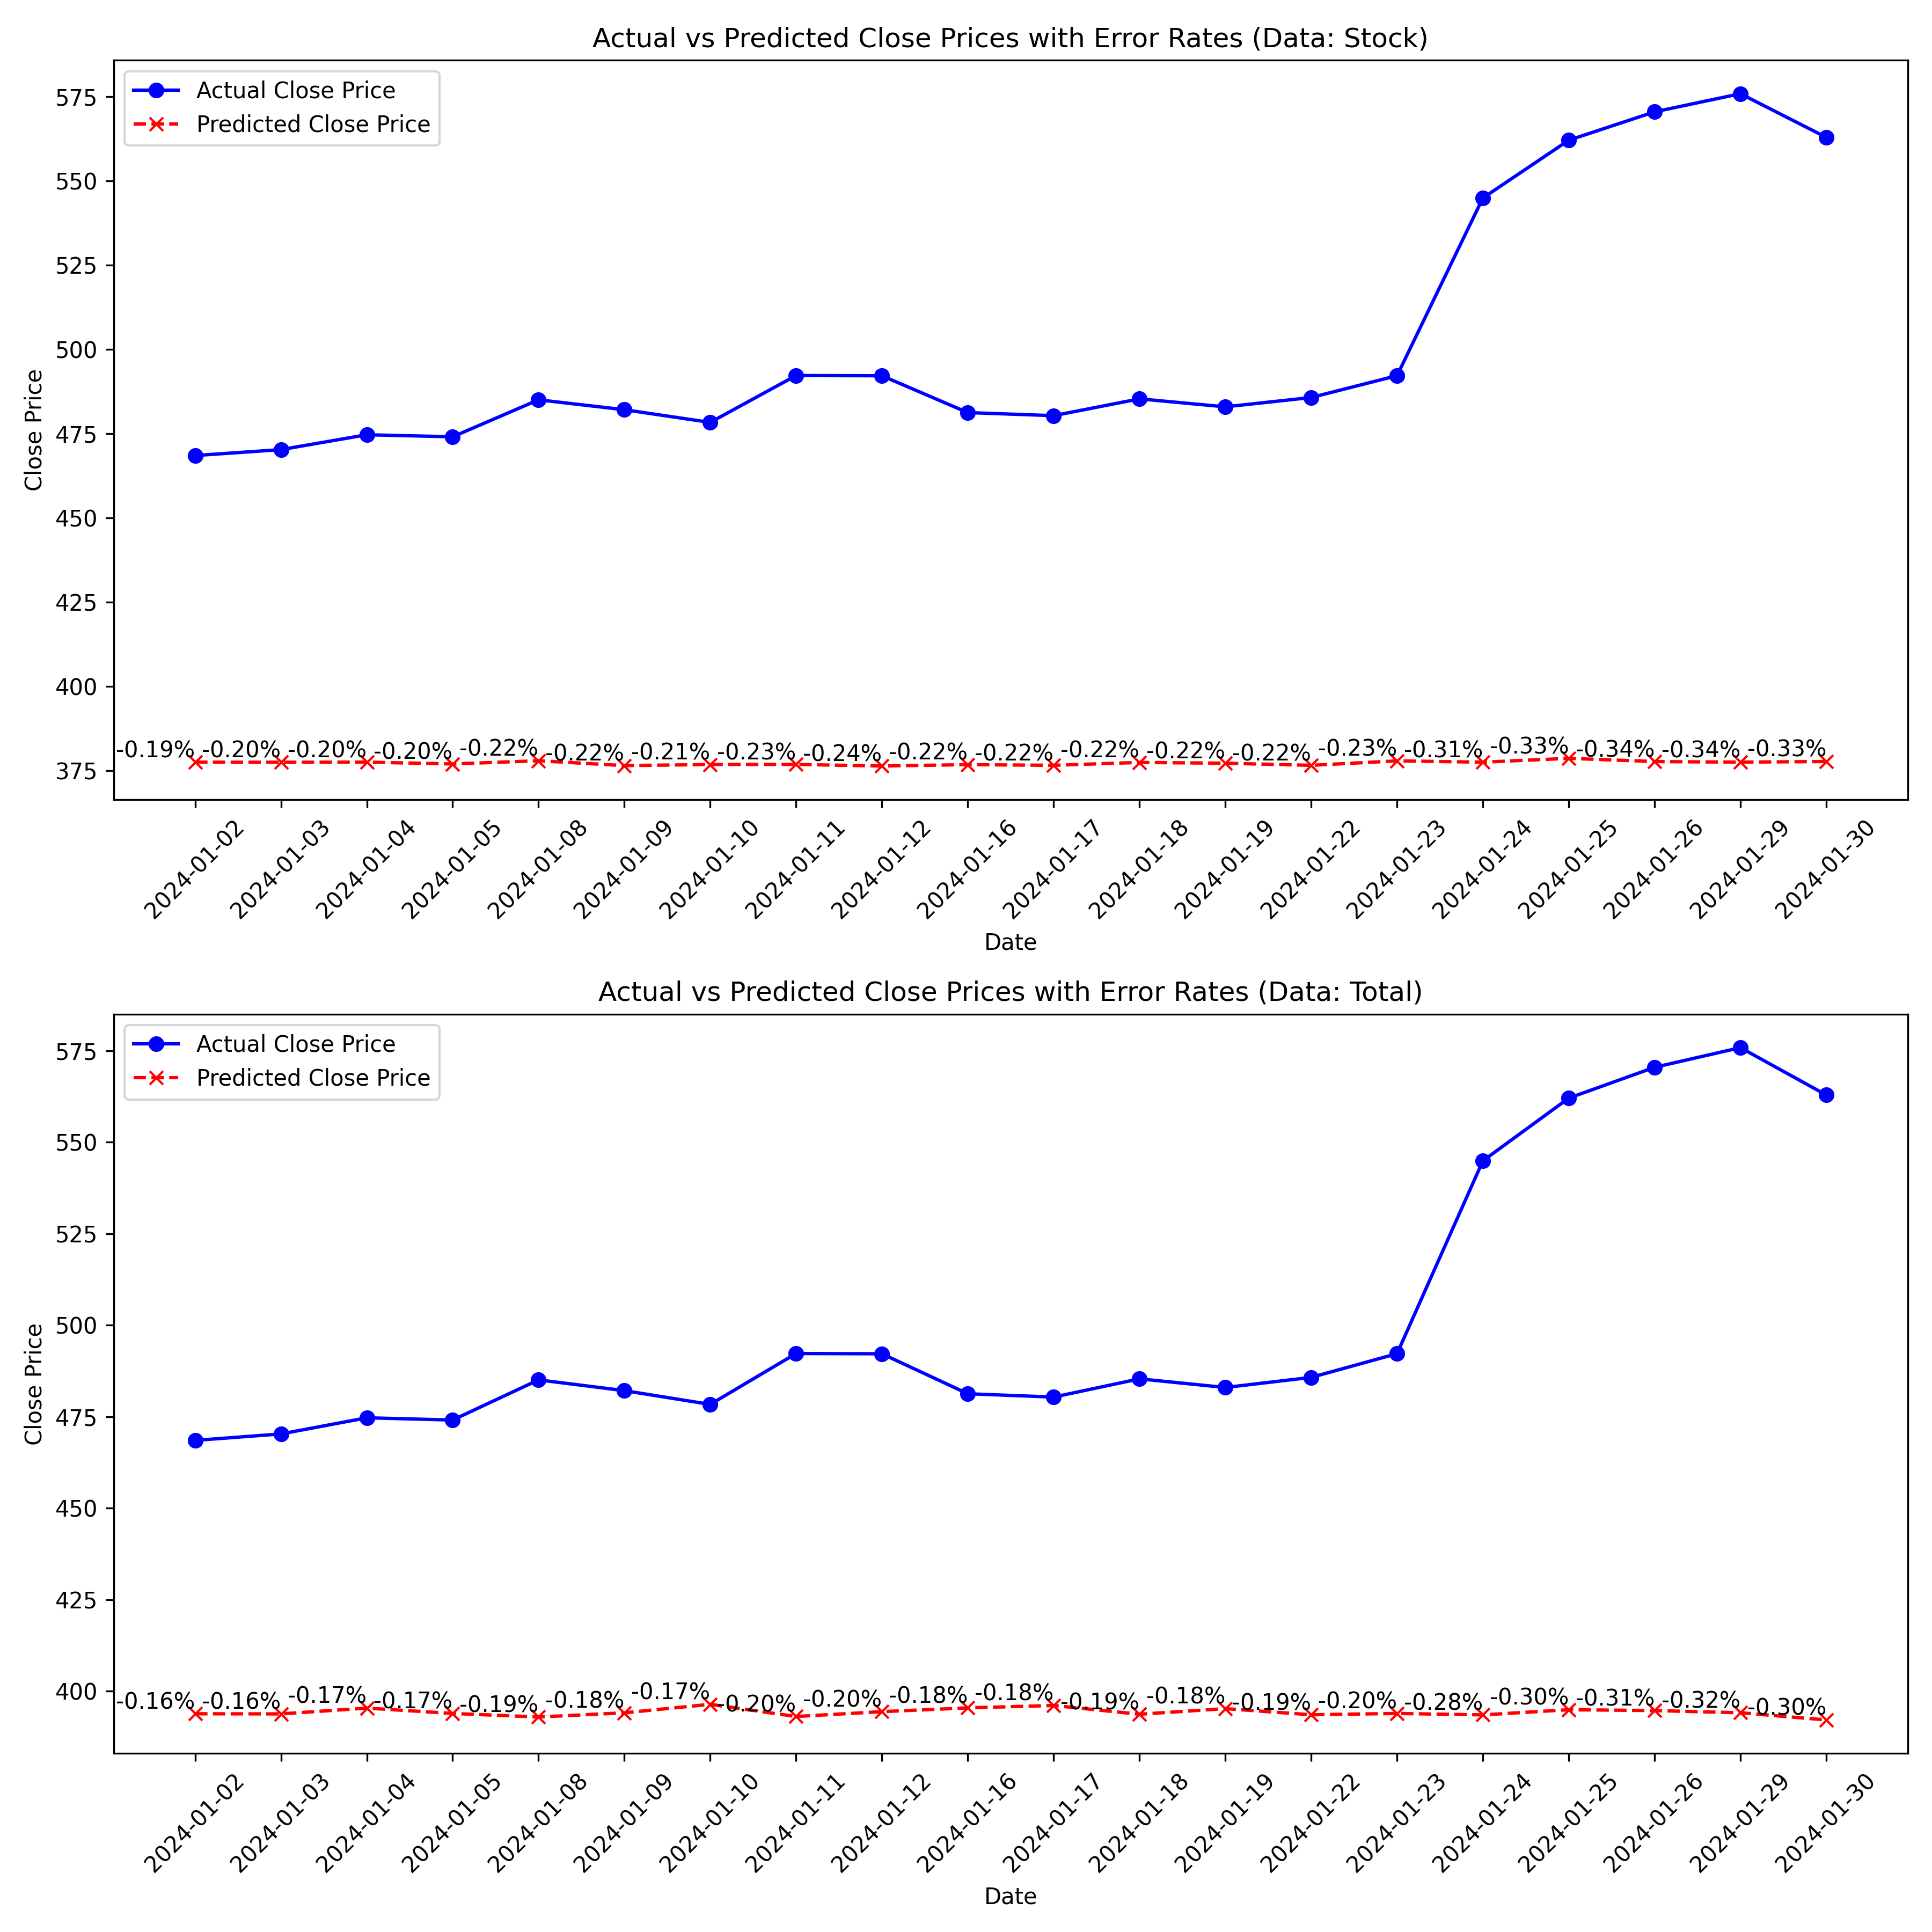 Actual vs Predicted Close Prices with Error Rates (Data: Stock)
Actual Close Price
Predicted Close Price
575
550
525
500
475
450
425
400
375
Close Price
-0.19% -0.20% -0.20% -0.20% -0.22% -0.22% -0.21% -0.23% -0.24% -0.22% -0.22% -0.22% -0.22% -0.22% -0.23% -0.31% -0.33% -0.34% -0.34% -0.33%
2024-01-02 2024-01-03 2024-01-04 2024-01-05 2024-01-08 2024-01-09 2024-01-10 2024-01-11 2024-01-12 2024-01-16 2024-01-17 2024-01-18 2024-01-19 2024-01-22 2024-01-23 2024-01-24 2024-01-25 2024-01-26 2024-01-29 2024-01-30
Date
Actual vs Predicted Close Prices with Error Rates (Data: Total)
Actual Close Price
Predicted Close Price
575
550
525
500
475
450
425
400
Close Price
-0.16% -0.16% -0.17% -0.17% -0.19% -0.18% -0.17% -0.20% -0.20% -0.18% -0.18% -0.19% -0.18% -0.19% -0.20% -0.28% -0.30% -0.31% -0.32% -0.30%
2024-01-02 2024-01-03 2024-01-04 2024-01-05 2024-01-08 2024-01-09 2024-01-10 2024-01-11 2024-01-12 2024-01-16 2024-01-17 2024-01-18 2024-01-19 2024-01-22 2024-01-23 2024-01-24 2024-01-25 2024-01-26 2024-01-29 2024-01-30
Date